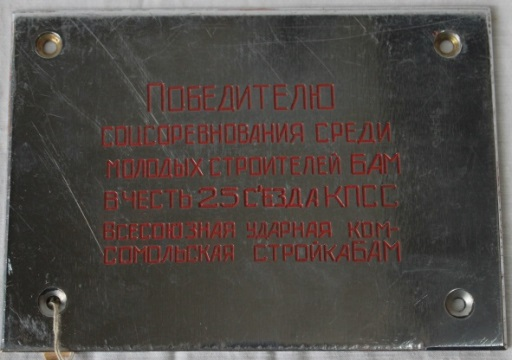 ПОБЕДИТЕЛЮ
СОЦСОРЕВНОВАНИЯ СРЕДИ
МОЛОДЫХ СТРОИТЕЛЕЙ БАМ
В ЧЕСТЬ 25 С'ЕЗДА КПСС
ВСЕСОЮЗНАЯ УДАРНАЯ КОМ-
СОМОЛЬСКАЯ СТРОЙКА БАМ